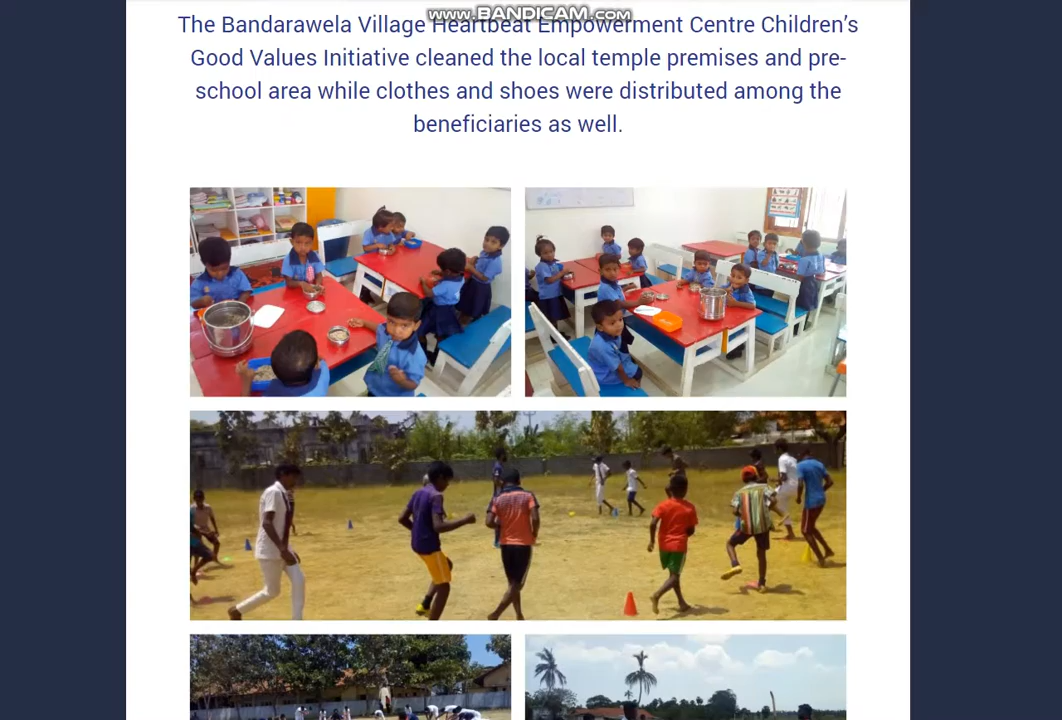 www.BANDICAM.com
The Bandarawela Village Heartbeat Empowerment Centre Children's
Good Values Initiative cleaned the local temple premises and pre-
school area while clothes and shoes were distributed among the
beneficiaries as well.